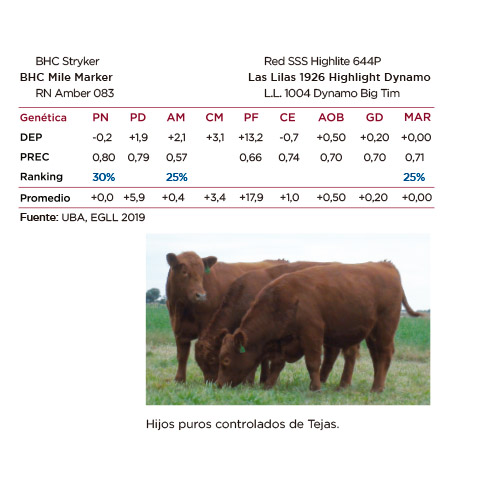 BHC Stryker Red SSS Highlite 644P
BHC Mile Marker Las Lilas 1926 Highlight Dynamo
RN Amber 083 L.L. 1004 Dynamo Big Tim
Genética PN PD AM CM PF CE AOB GD MAR
DEP -0,2 +1,9 +2,1 +3,1 +13,2 -0,7 +0,50 +0,20 +0,00
PREC 0,80 0,79 0,57 0,66 0,74 0,70 0,70 0,71
Ranking 30% 25% 25%
Promedio +0,0 +5,9 +0,4 +3,4 +17,9 +1,0 +0,50 +0,20 +0,00
Fuente: UBA, EGLL 2019
Hijos puros controlados de Tejas.